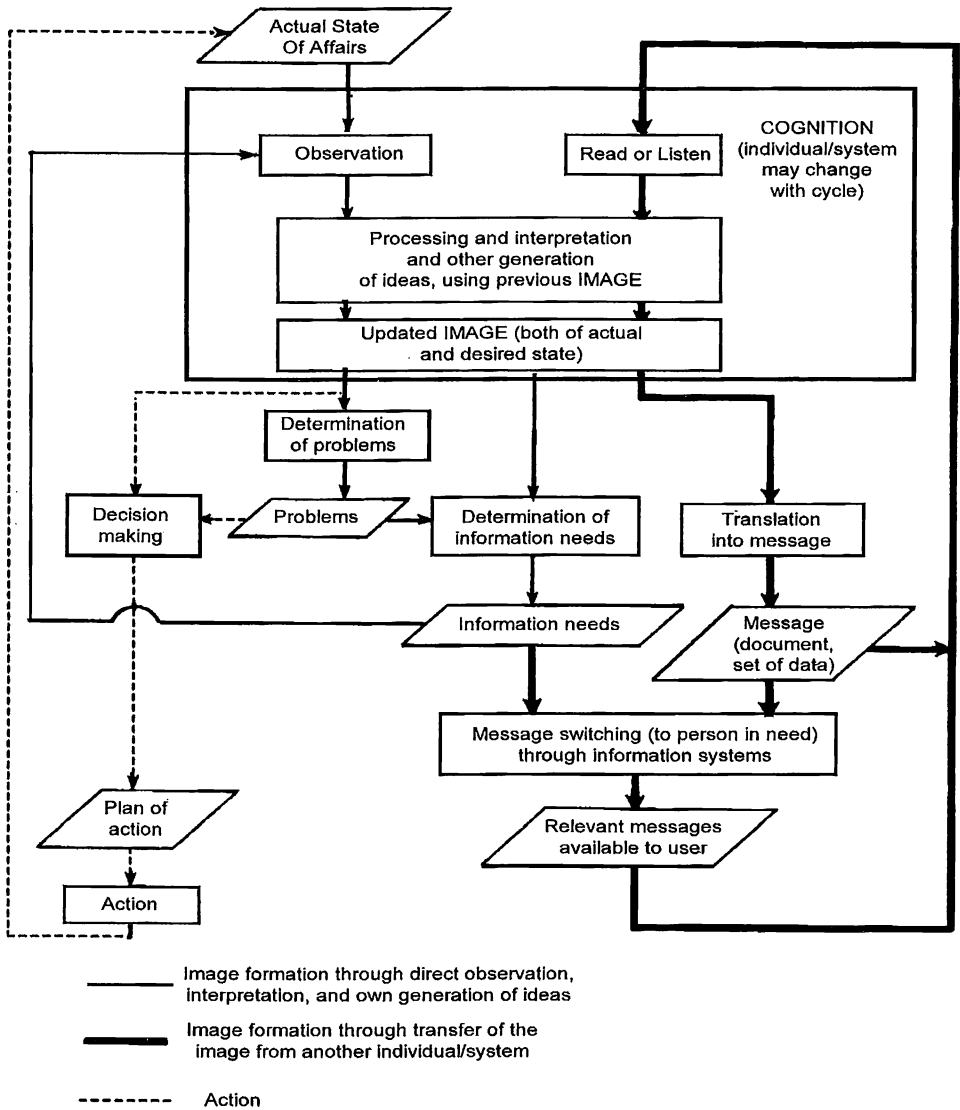 Actual State
Of Affairs
Observation
Read or Listen
COGNITION
(individual/system
may change
with cycle)
Processing and interpretation
and other generation
of ideas, using previous IMAGE
Updated IMAGE (both of actual
and desired state)
Determination
of problems
Decision
making
Problems
Determination of
information needs
Translation
into message
Information needs
Message
(document,
set of data)
Message switching (to person in need)
through information systems
Plan of
action
Relevant messages
available to user
Action
Image formation through direct observation,
interpretation, and own generation of ideas
Image formation through transfer of the
image from another individual/system
Action